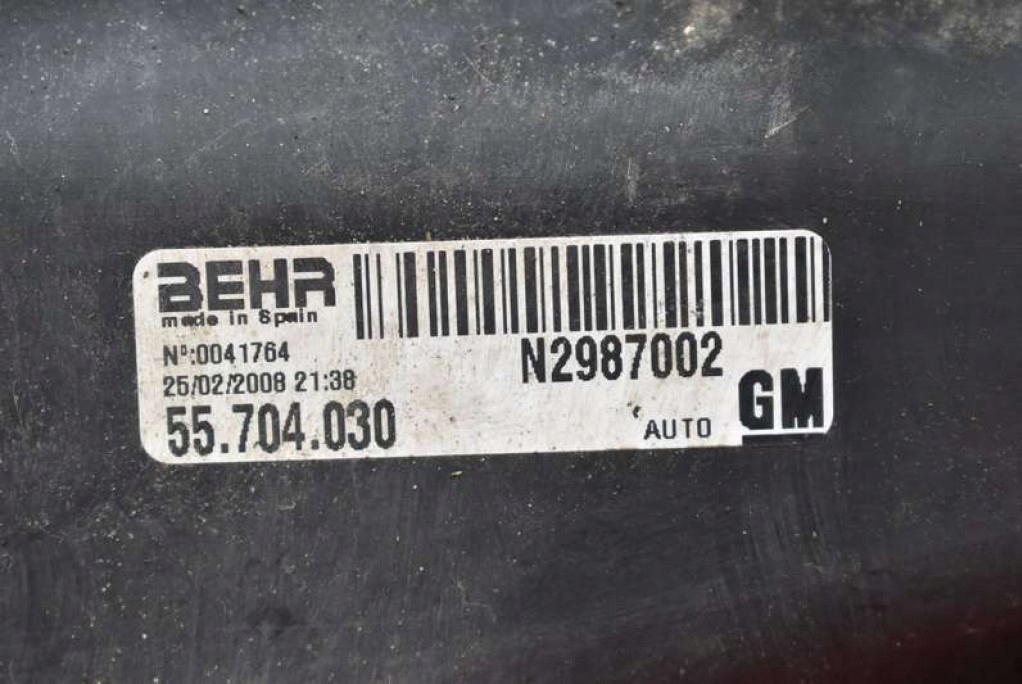 BEHR
made in Spain
Nº:0041764
25/02/2008 21:38
55.704.030
N2987002
AUTO
GM